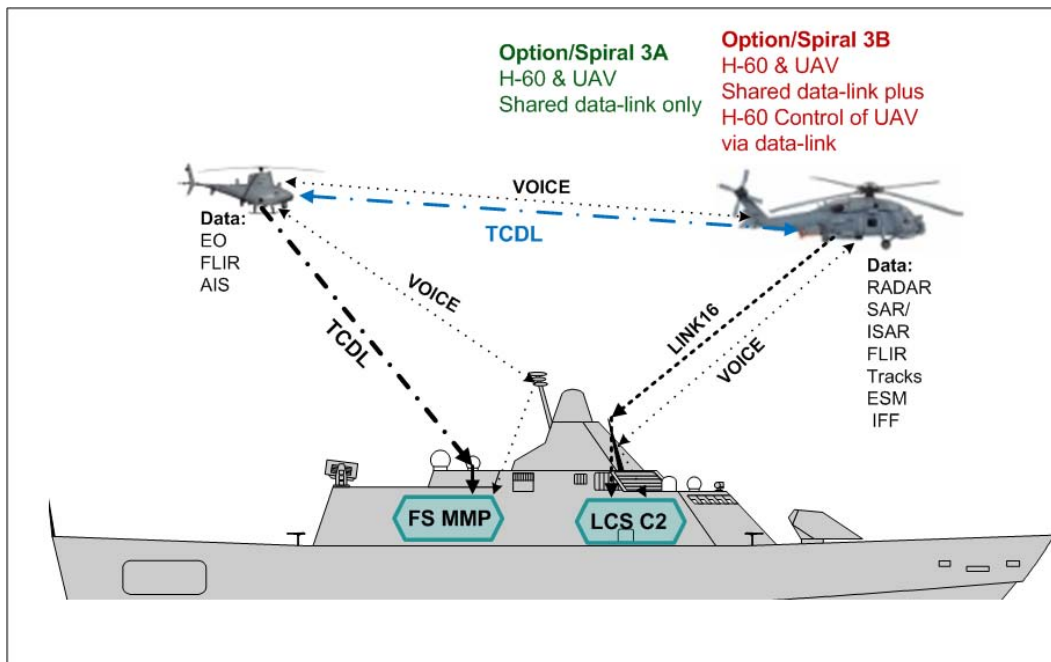 Option/Spiral 3A
H-60 & UAV
Shared data-link only
Option/Spiral 3B
H-60 & UAV
Shared data-link plus
H-60 Control of UAV
via data-link
VOICE
TCDL
Data:
EO
FLIR
AIS
VOICE
TCDL
LINK16
VOICE
Data:
RADAR
SAR/
ISAR
FLIR
Tracks
ESM
IFF
FS MMP
LCS C2